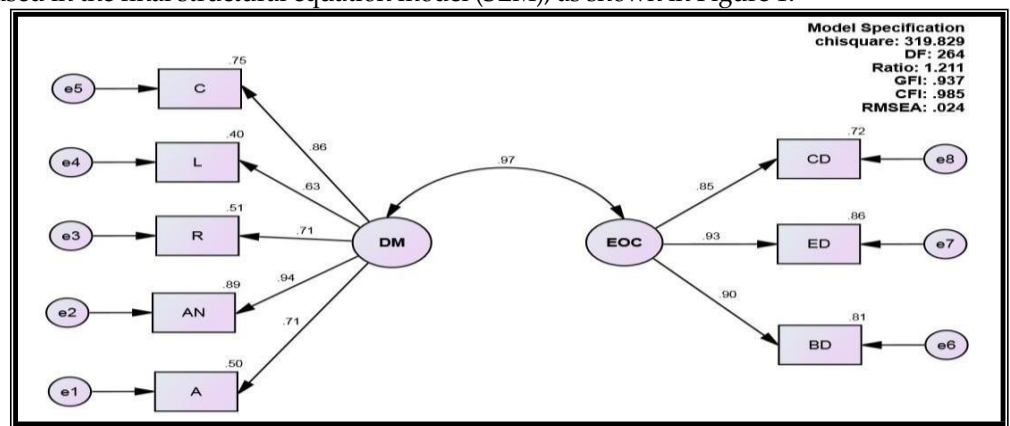 used in the final structural equation model (SEM), as shown in Figure 1.
Model Specification
chisquare: 319.829
DF: 264
Ratio: 1.211
GFI: .937
CFI: .985
RMSEA: .024
.75
e5
C
.86
.40
e4
L
.63
.51
e3
R
.71
.89
e2
AN
.94
.50
e1
A
.71
DM
.97
EOC
.72
CD
e8
.85
.86
ED
e7
.93
.81
BD
e6
.90